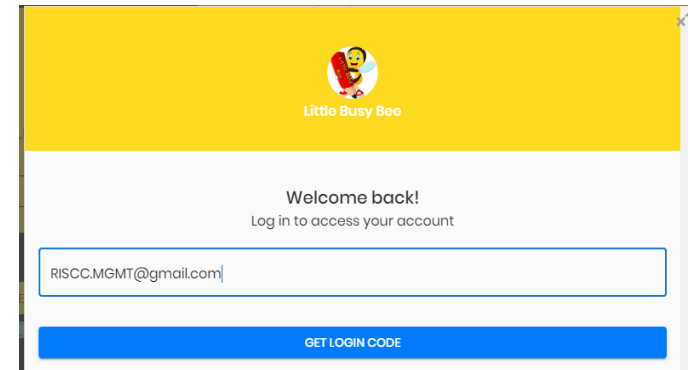 Little Busy Bee
Welcome back!
Log in to access your account
RISCC.MGMT@gmail.com
GET LOGIN CODE